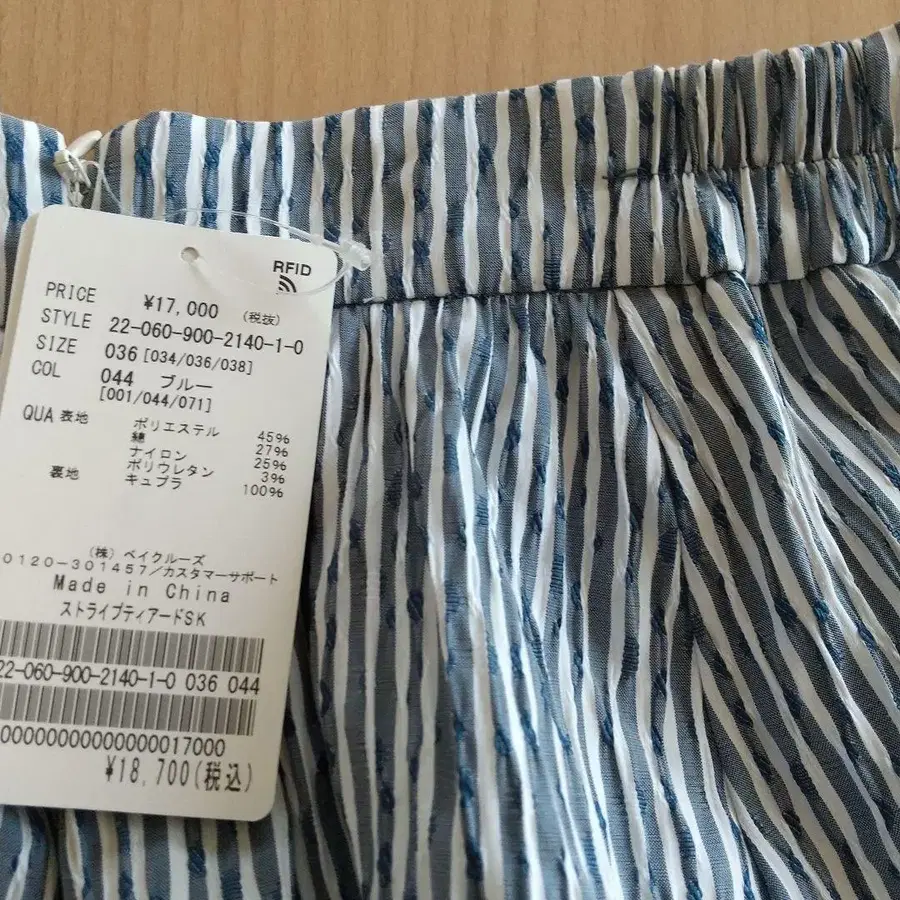 RFID
PRICE ¥17,000 (税抜)
STYLE 22-060-900-2140-1-0
SIZE 036 [034/036/038]
COL 044 ブルー
[001/044/071]
QUA 表地 ポリエステル 45%
綿 27%
ナイロン 25%
ポリウレタン 3%
裏地 キュプラ 100%
(株) ベイクルーズ
0120-301457/カスタマーサポート
Made in China
ストライプティアードSK
22-060-900-2140-1-0 036 044
00000000000000017000
¥18,700(税込)